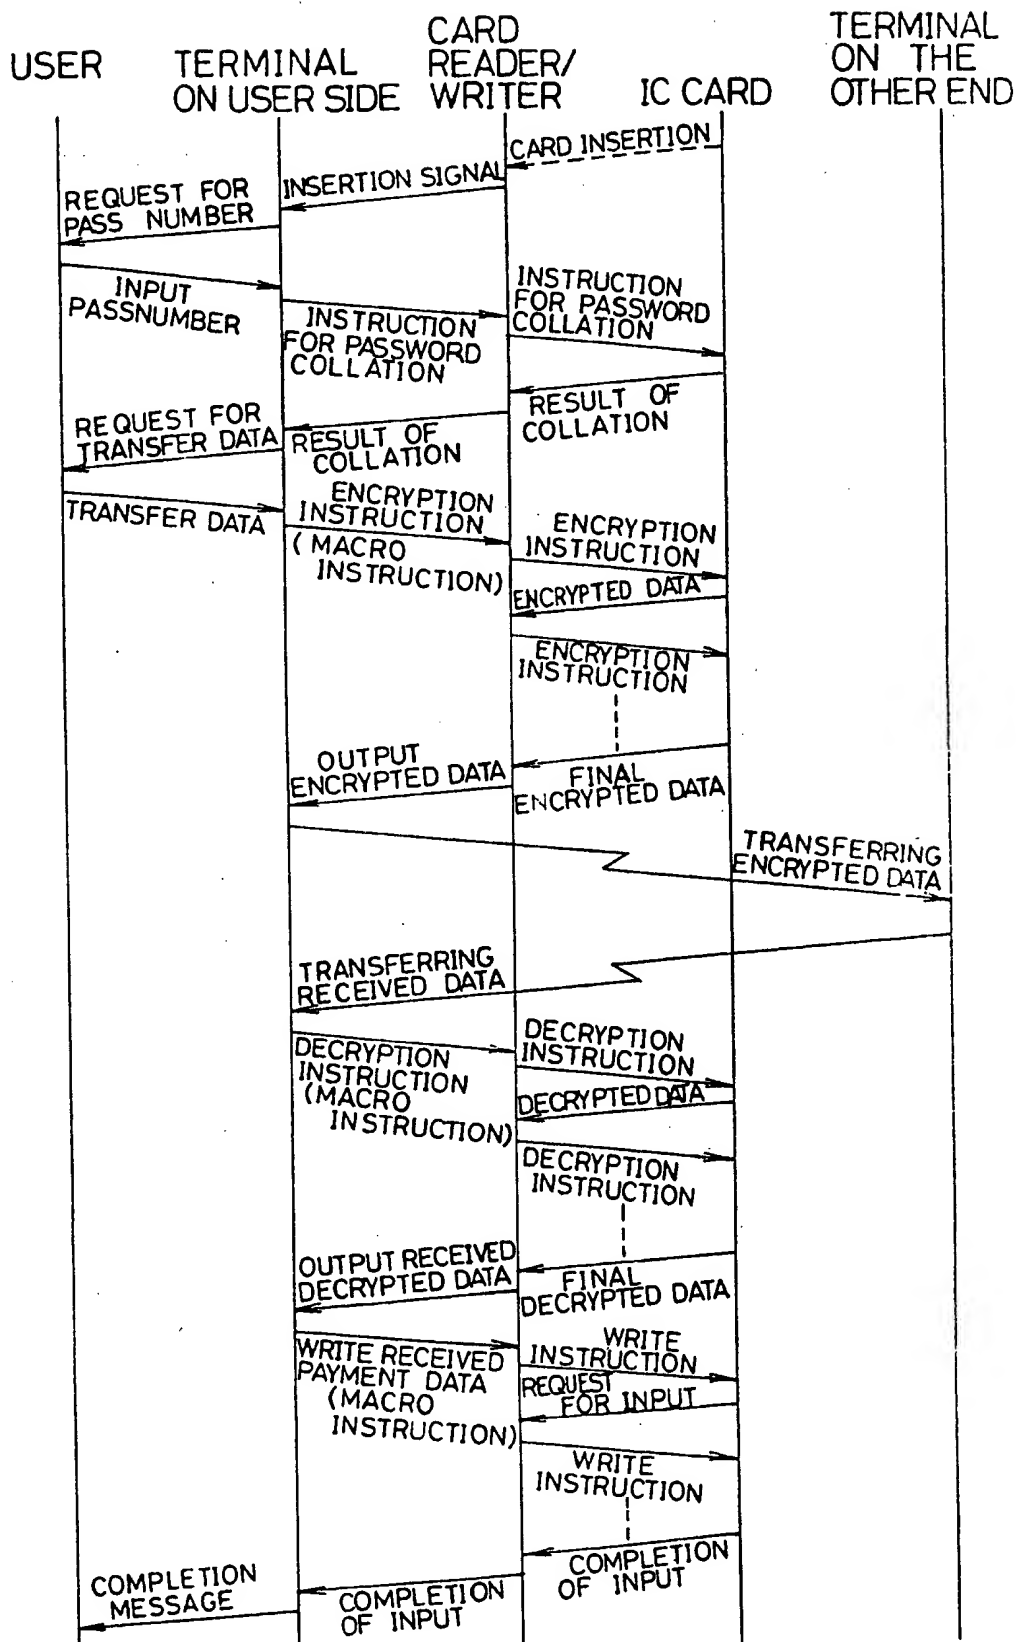 USER
TERMINAL
ON USER SIDE
CARD
READER/
WRITER
IC CARD
TERMINAL
ON THE
OTHER END
CARD INSERTION
INSERTION SIGNAL
REQUEST FOR
PASS NUMBER
INPUT
PASSNUMBER
INSTRUCTION
FOR PASSWORD
COLLATION
INSTRUCTION
FOR PASSWORD
COLLATION
RESULT OF
COLLATION
RESULT OF
COLLATION
REQUEST FOR
TRANSFER DATA
TRANSFER DATA
ENCRYPTION
INSTRUCTION
(MACRO
INSTRUCTION)
ENCRYPTION
INSTRUCTION
ENCRYPTED DATA
ENCRYPTION
INSTRUCTION
FINAL
ENCRYPTED DATA
OUTPUT
ENCRYPTED DATA
TRANSFERRING
ENCRYPTED DATA
TRANSFERRING
RECEIVED DATA
DECRYPTION
INSTRUCTION
(MACRO
INSTRUCTION)
DECRYPTION
INSTRUCTION
DECRYPTED DATA
DECRYPTION
INSTRUCTION
FINAL
DECRYPTED DATA
OUTPUT RECEIVED
DECRYPTED DATA
WRITE RECEIVED
PAYMENT DATA
(MACRO
INSTRUCTION)
WRITE
INSTRUCTION
REQUEST
FOR INPUT
WRITE
INSTRUCTION
COMPLETION
OF INPUT
COMPLETION
OF INPUT
COMPLETION
MESSAGE